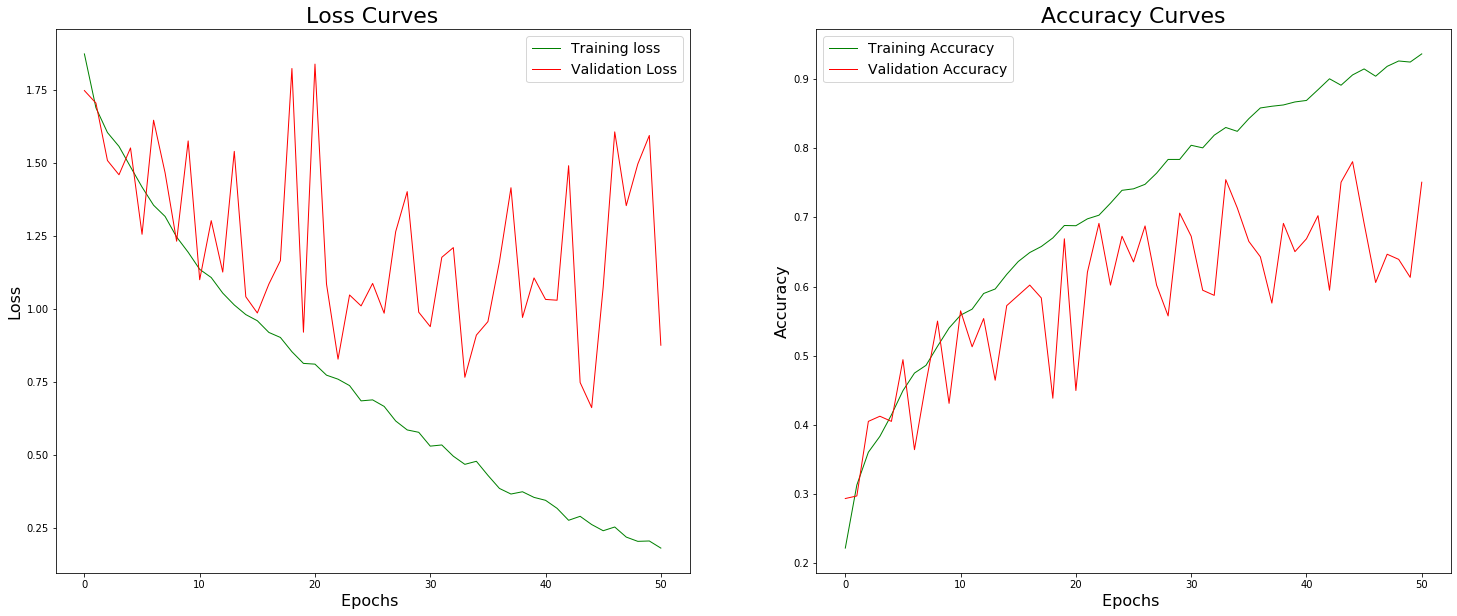 Loss Curves
Training loss
Validation Loss
1.75
1.50
1.25
1.00
0.75
0.50
0.25
Loss
0 10 20 30 40 50
Epochs
Accuracy Curves
Training Accuracy
Validation Accuracy
0.9
0.8
0.7
0.6
0.5
0.4
0.3
0.2
Accuracy
0 10 20 30 40 50
Epochs